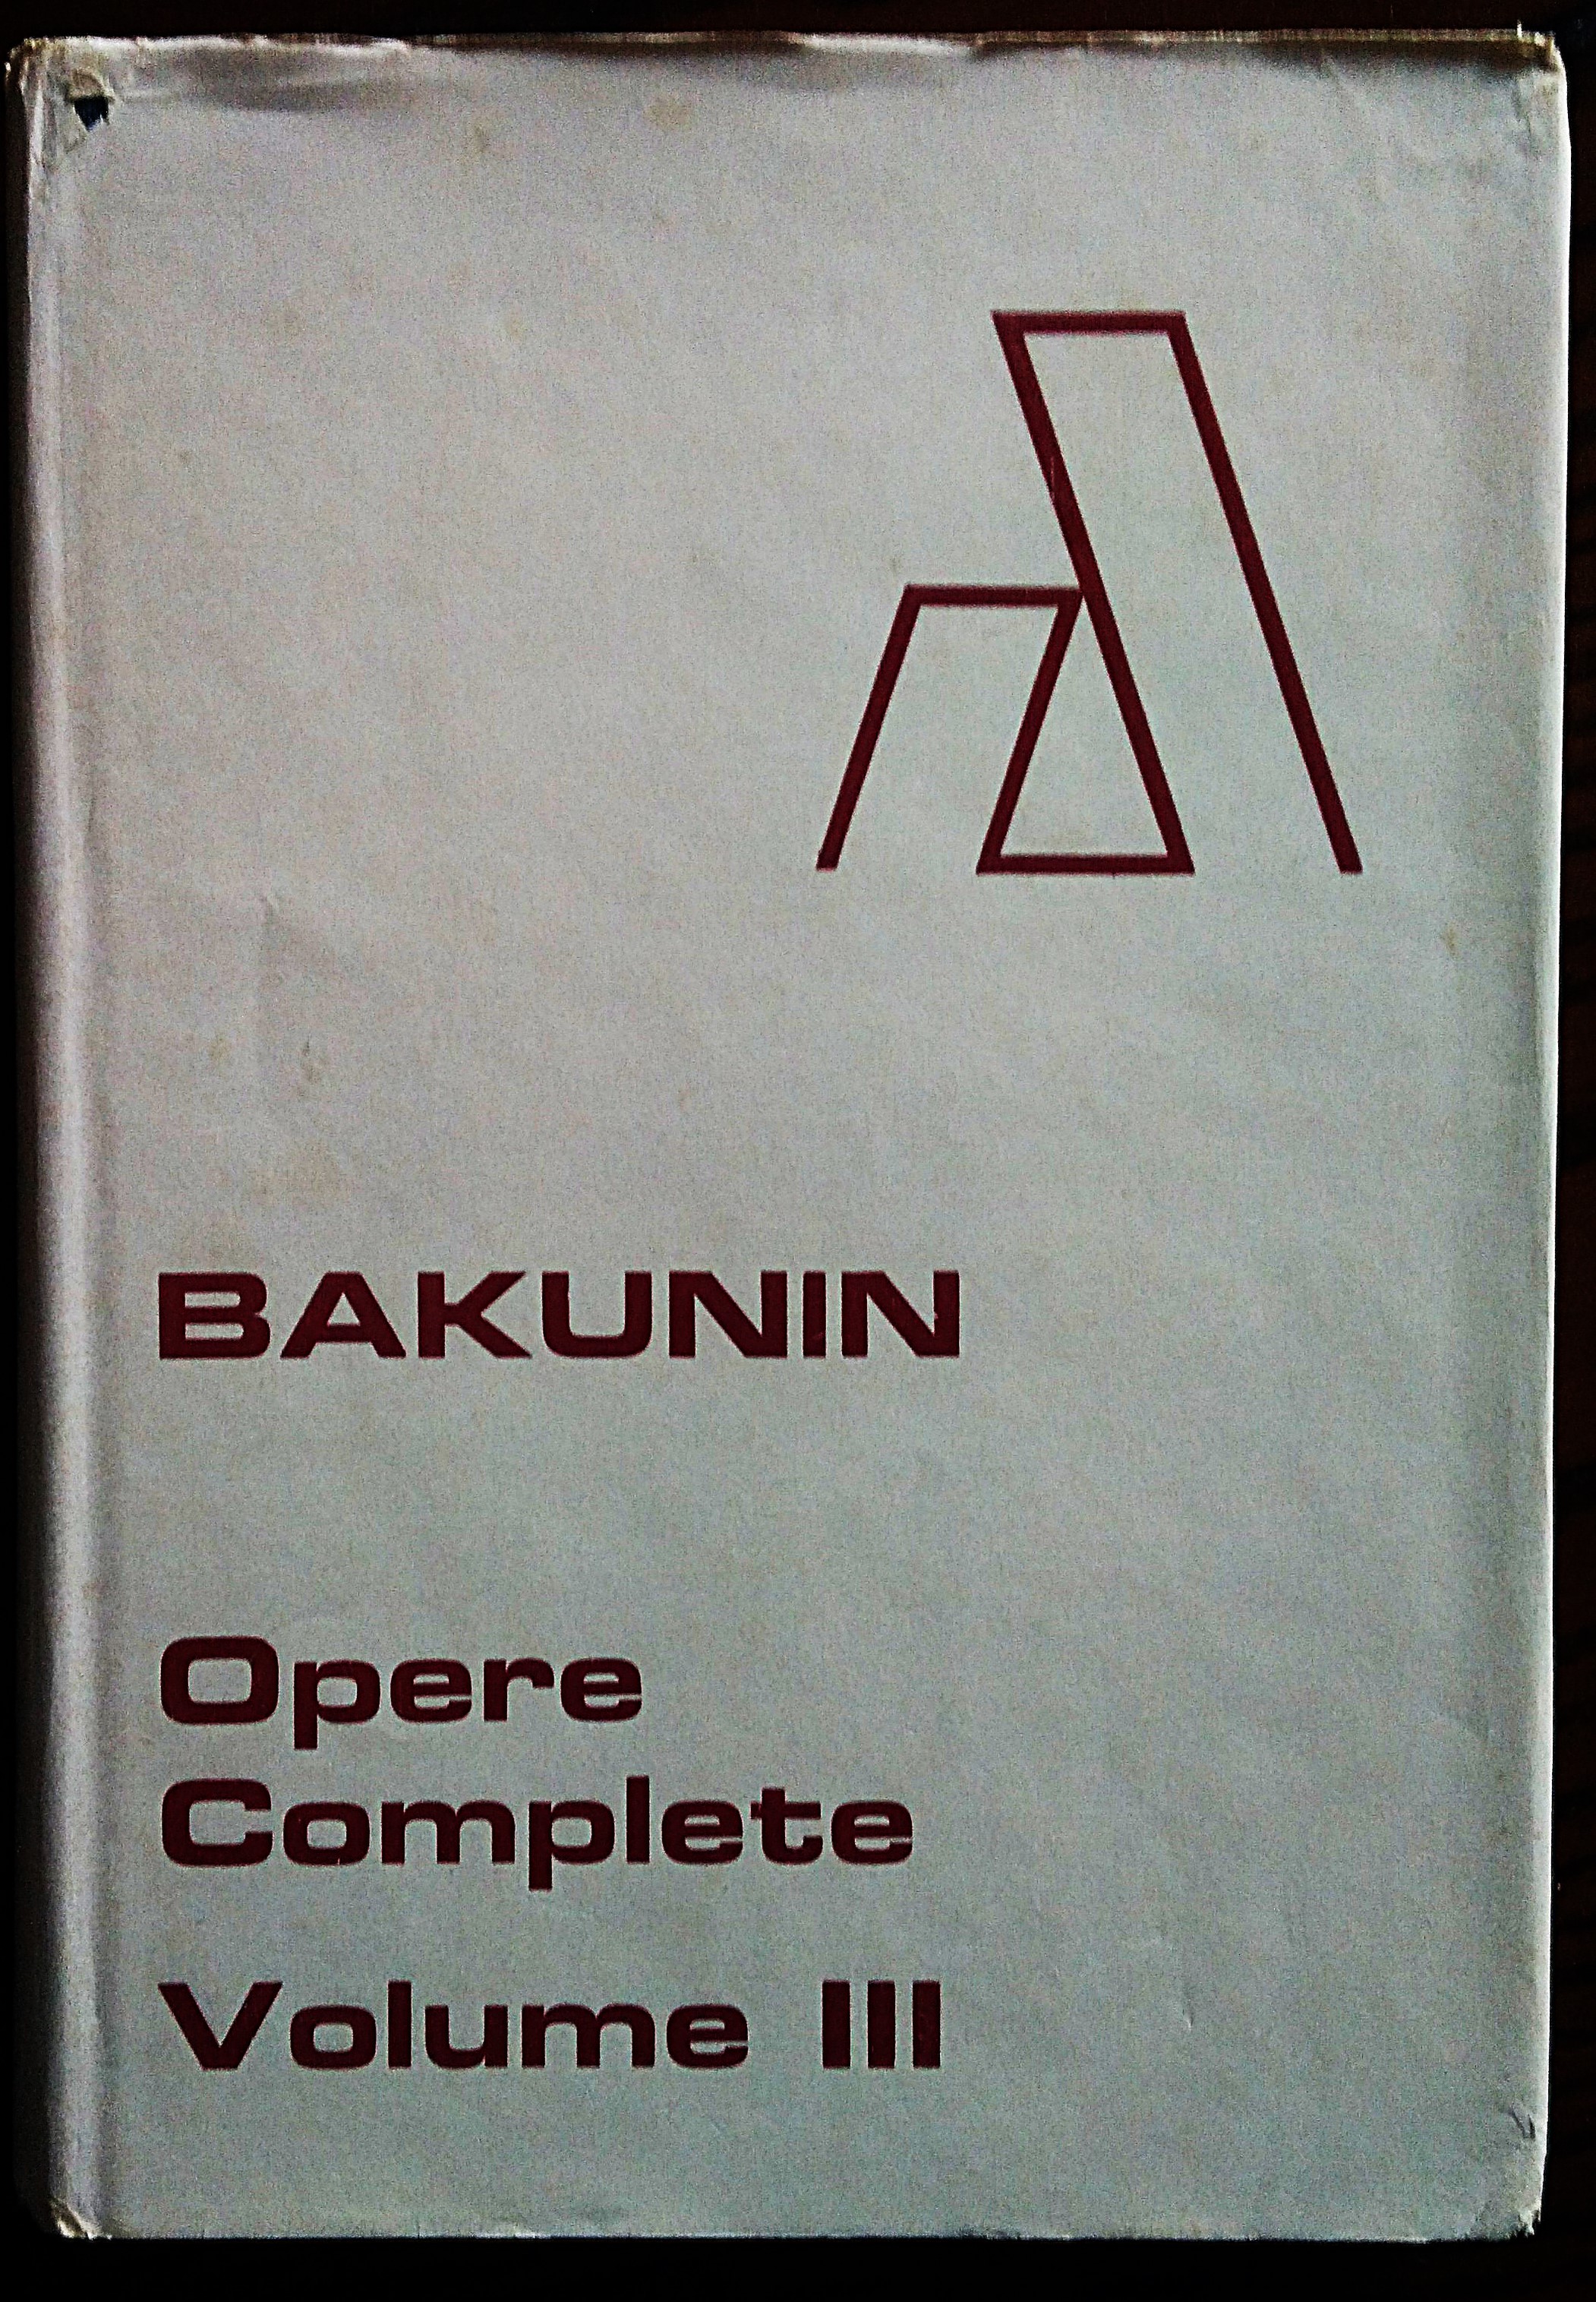 BAKUNIN
Opere
Complete
Volume III